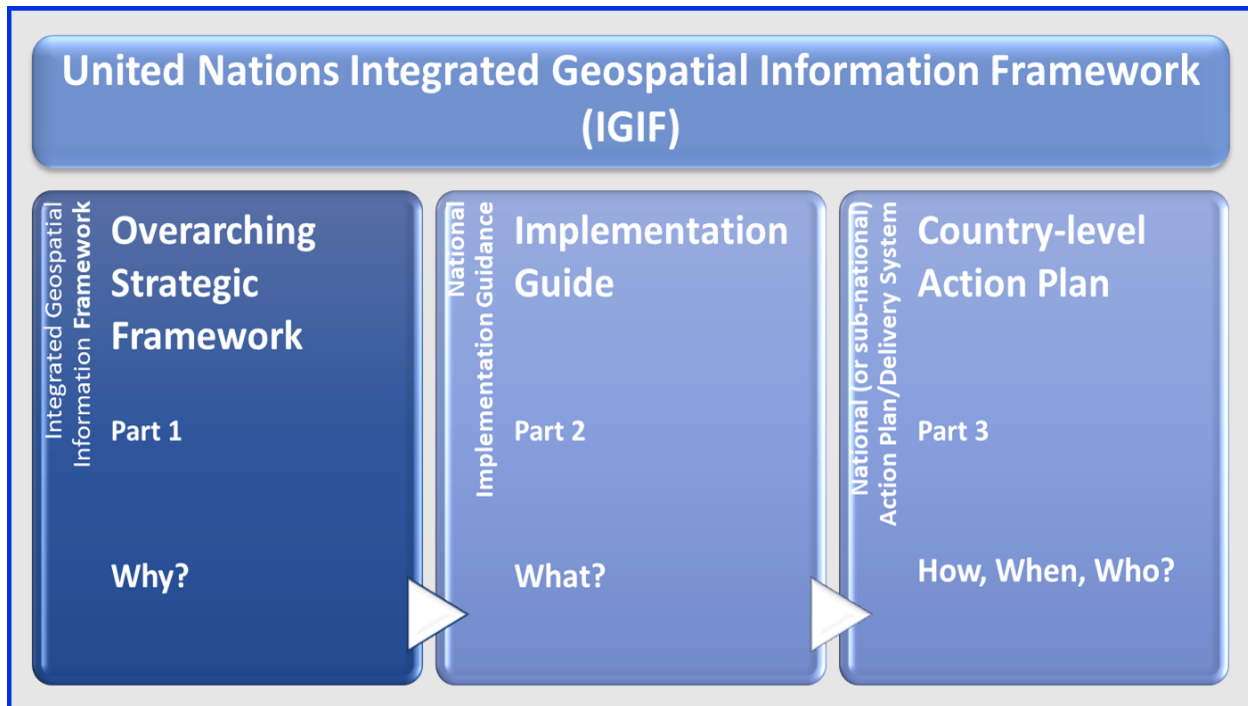 United Nations Integrated Geospatial Information Framework
(IGIF)
Integrated Geospatial
Information Framework
Overarching
Strategic
Framework
Part 1
Why?
National
Implementation Guidance
Implementation
Guide
Part 2
What?
National (or sub-national)
Action Plan/Delivery System
Country-level
Action Plan
Part 3
How, When, Who?